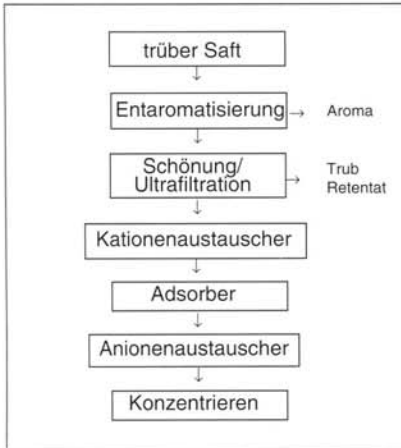 trüber Saft
Entaromatisierung
Aroma
Schönung/
Ultrafiltration
Trub
Retentat
Kationenaustauscher
Adsorber
Anionenaustauscher
Konzentrieren